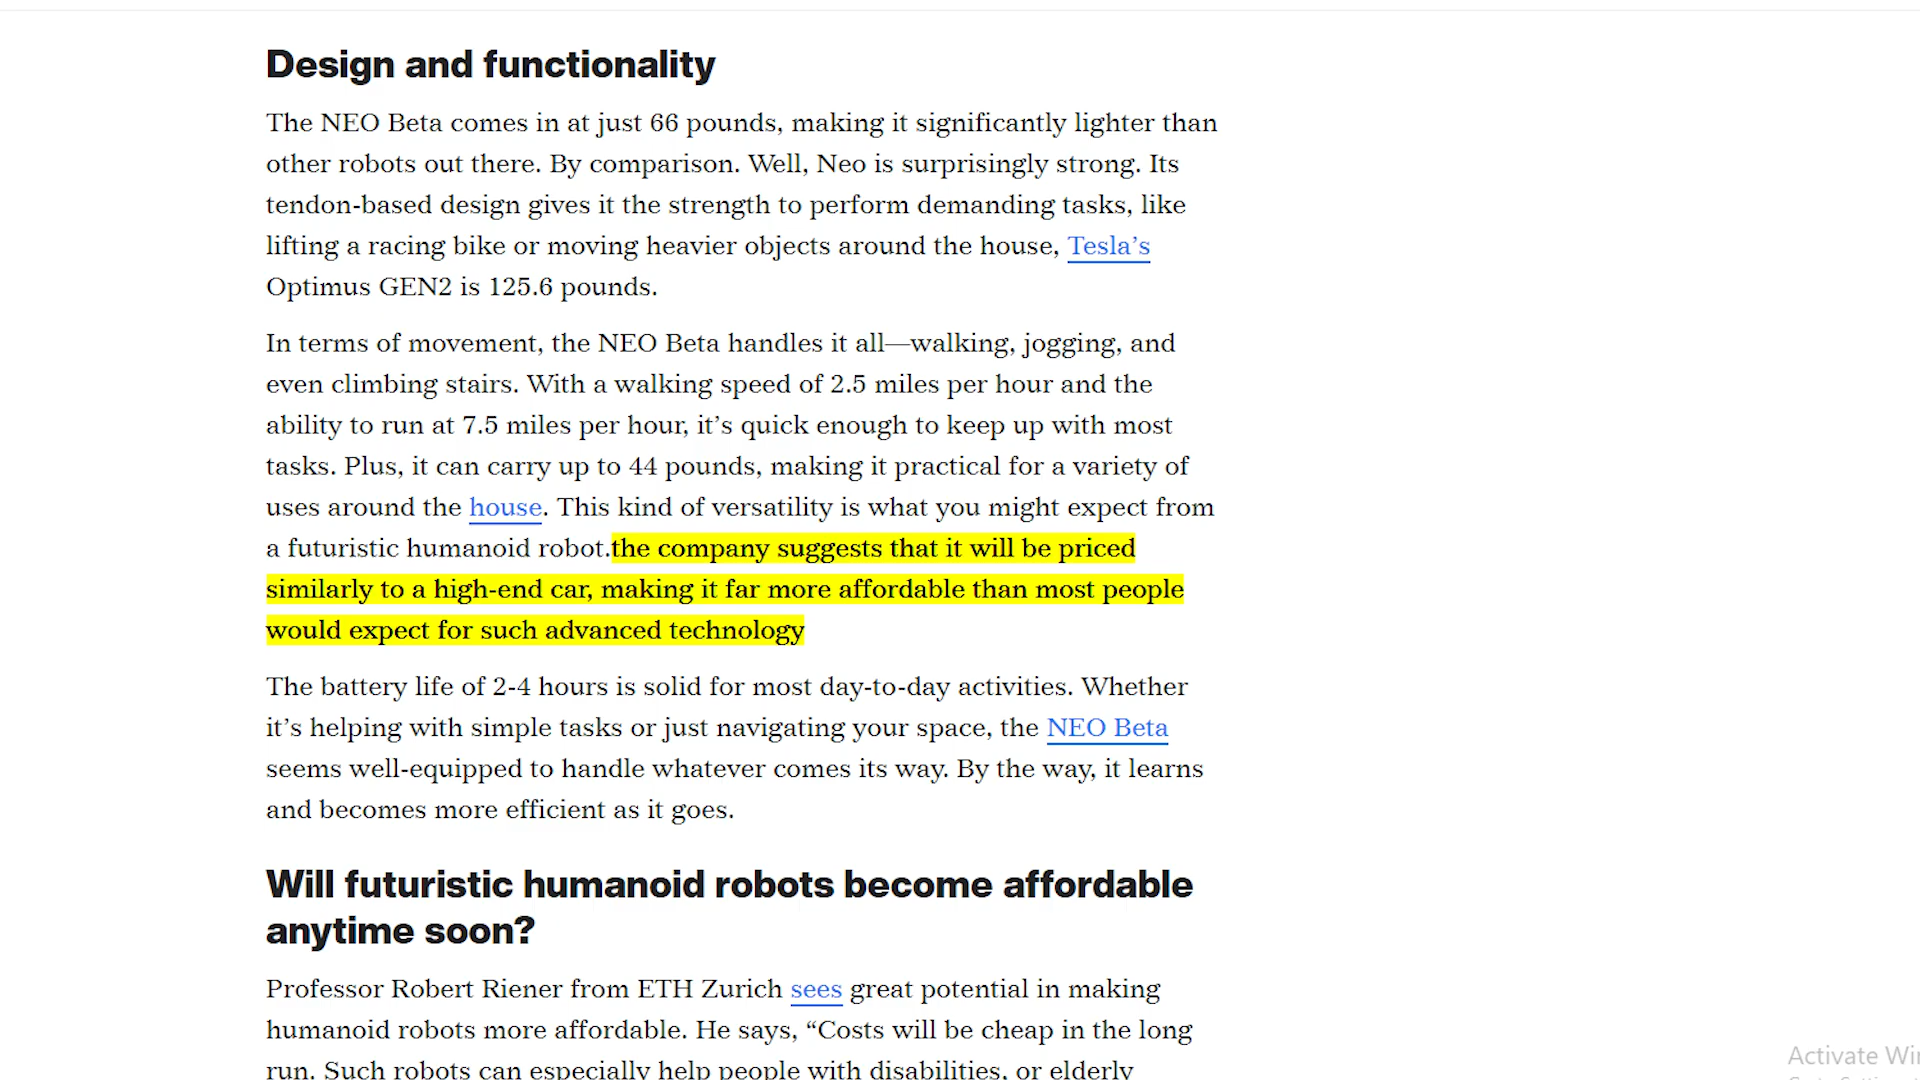 Design and functionality
The NEO Beta comes in at just 66 pounds, making it significantly lighter than
other robots out there. By comparison. Well, Neo is surprisingly strong. Its
tendon-based design gives it the strength to perform demanding tasks, like
lifting a racing bike or moving heavier objects around the house, Tesla’s
Optimus GEN2 is 125.6 pounds.
In terms of movement, the NEO Beta handles it all—walking, jogging, and
even climbing stairs. With a walking speed of 2.5 miles per hour and the
ability to run at 7.5 miles per hour, it’s quick enough to keep up with most
tasks. Plus, it can carry up to 44 pounds, making it practical for a variety of
uses around the house. This kind of versatility is what you might expect from
a futuristic humanoid robot.the company suggests that it will be priced
similarly to a high-end car, making it far more affordable than most people
would expect for such advanced technology
The battery life of 2-4 hours is solid for most day-to-day activities. Whether
it’s helping with simple tasks or just navigating your space, the NEO Beta
seems well-equipped to handle whatever comes its way. By the way, it learns
and becomes more efficient as it goes.
Will futuristic humanoid robots become affordable
anytime soon?
Professor Robert Riener from ETH Zurich sees great potential in making
humanoid robots more affordable. He says, “Costs will be cheap in the long
run. Such robots can especially help people with disabilities, or elderly
Activate Wi